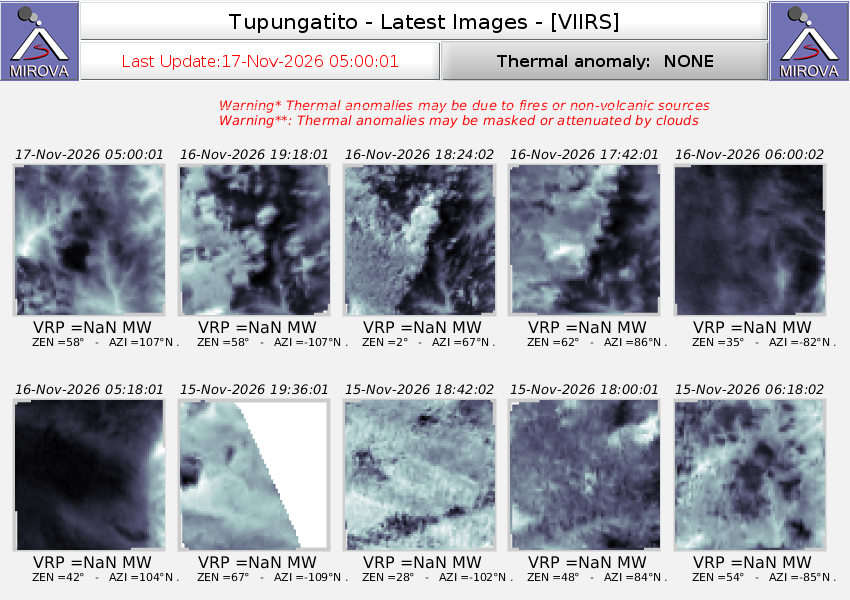 Tupungatito - Latest Images - [VIIRS]
MIROVA
Last Update:17-Nov-2026 05:00:01
Thermal anomaly: NONE
MIROVA
Warning* Thermal anomalies may be due to fires or non-volcanic sources
Warning**: Thermal anomalies may be masked or attenuated by clouds
17-Nov-2026 05:00:01 16-Nov-2026 19:18:01 16-Nov-2026 18:24:02 16-Nov-2026 17:42:01 16-Nov-2026 06:00:02
VRP =NaN MW VRP =NaN MW VRP =NaN MW VRP =NaN MW VRP =NaN MW
ZEN =58° - AZI =107°N . ZEN =58° - AZI =-107°N . ZEN =2° - AZI =67°N . ZEN =62° - AZI =86°N . ZEN =35° - AZI =-82°N .
16-Nov-2026 05:18:01 15-Nov-2026 19:36:01 15-Nov-2026 18:42:02 15-Nov-2026 18:00:01 15-Nov-2026 06:18:02
VRP =NaN MW VRP =NaN MW VRP =NaN MW VRP =NaN MW VRP =NaN MW
ZEN =42° - AZI =104°N . ZEN =67° - AZI =-109°N . ZEN =28° - AZI =-102°N . ZEN =48° - AZI =84°N . ZEN =54° - AZI =-85°N .